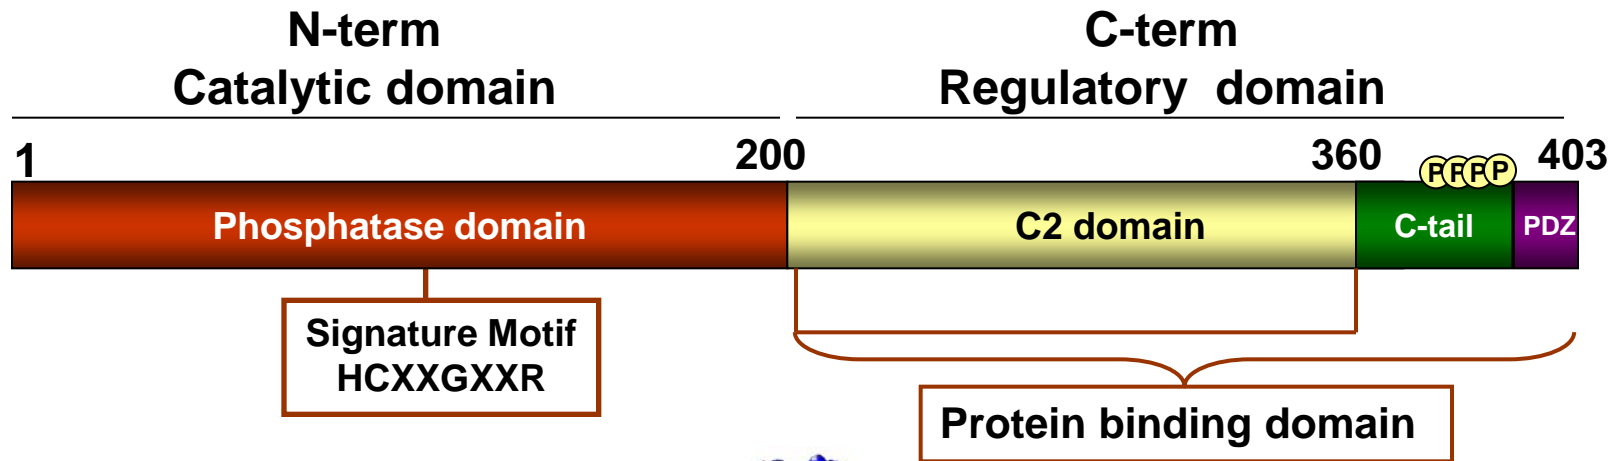 N-term
Catalytic domain
C-term
Regulatory domain
1
200
360
403
P P P P
Phosphatase domain
C2 domain
C-tail
PDZ
Signature Motif
HCXXGXXR
Protein binding domain